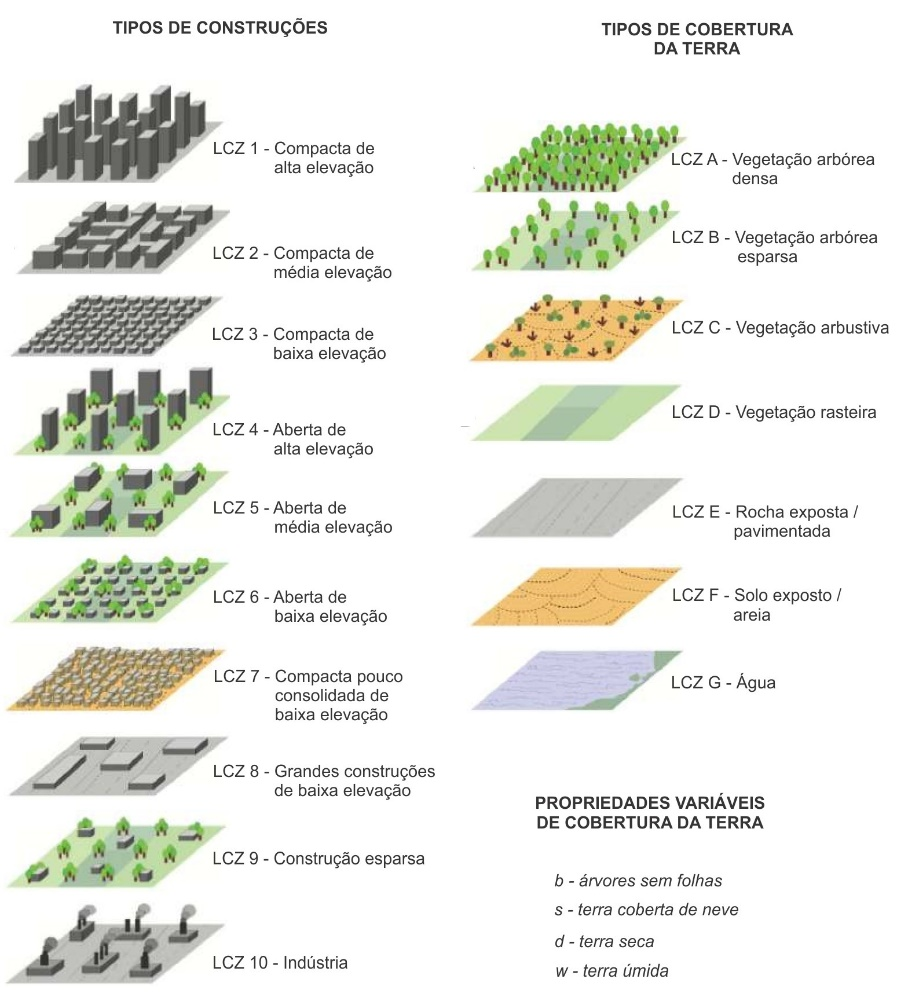 TIPOS DE CONSTRUÇÕES
LCZ 1 - Compacta de
alta elevação
LCZ 2 - Compacta de
média elevação
LCZ 3 - Compacta de
baixa elevação
LCZ 4 - Aberta de
alta elevação
LCZ 5 - Aberta de
média elevação
LCZ 6 - Aberta de
baixa elevação
LCZ 7 - Compacta pouco
consolidada de
baixa elevação
LCZ 8 - Grandes construções
de baixa elevação
LCZ 9 - Construção esparsa
LCZ 10 - Indústria
TIPOS DE COBERTURA
DA TERRA
LCZ A - Vegetação arbórea
densa
LCZ B - Vegetação arbórea
esparsa
LCZ C - Vegetação arbustiva
LCZ D - Vegetação rasteira
LCZ E - Rocha exposta /
pavimentada
LCZ F - Solo exposto /
areia
LCZ G - Água
PROPRIEDADES VARIÁVEIS
DE COBERTURA DA TERRA
b - árvores sem folhas
s - terra coberta de neve
d - terra seca
w - terra úmida